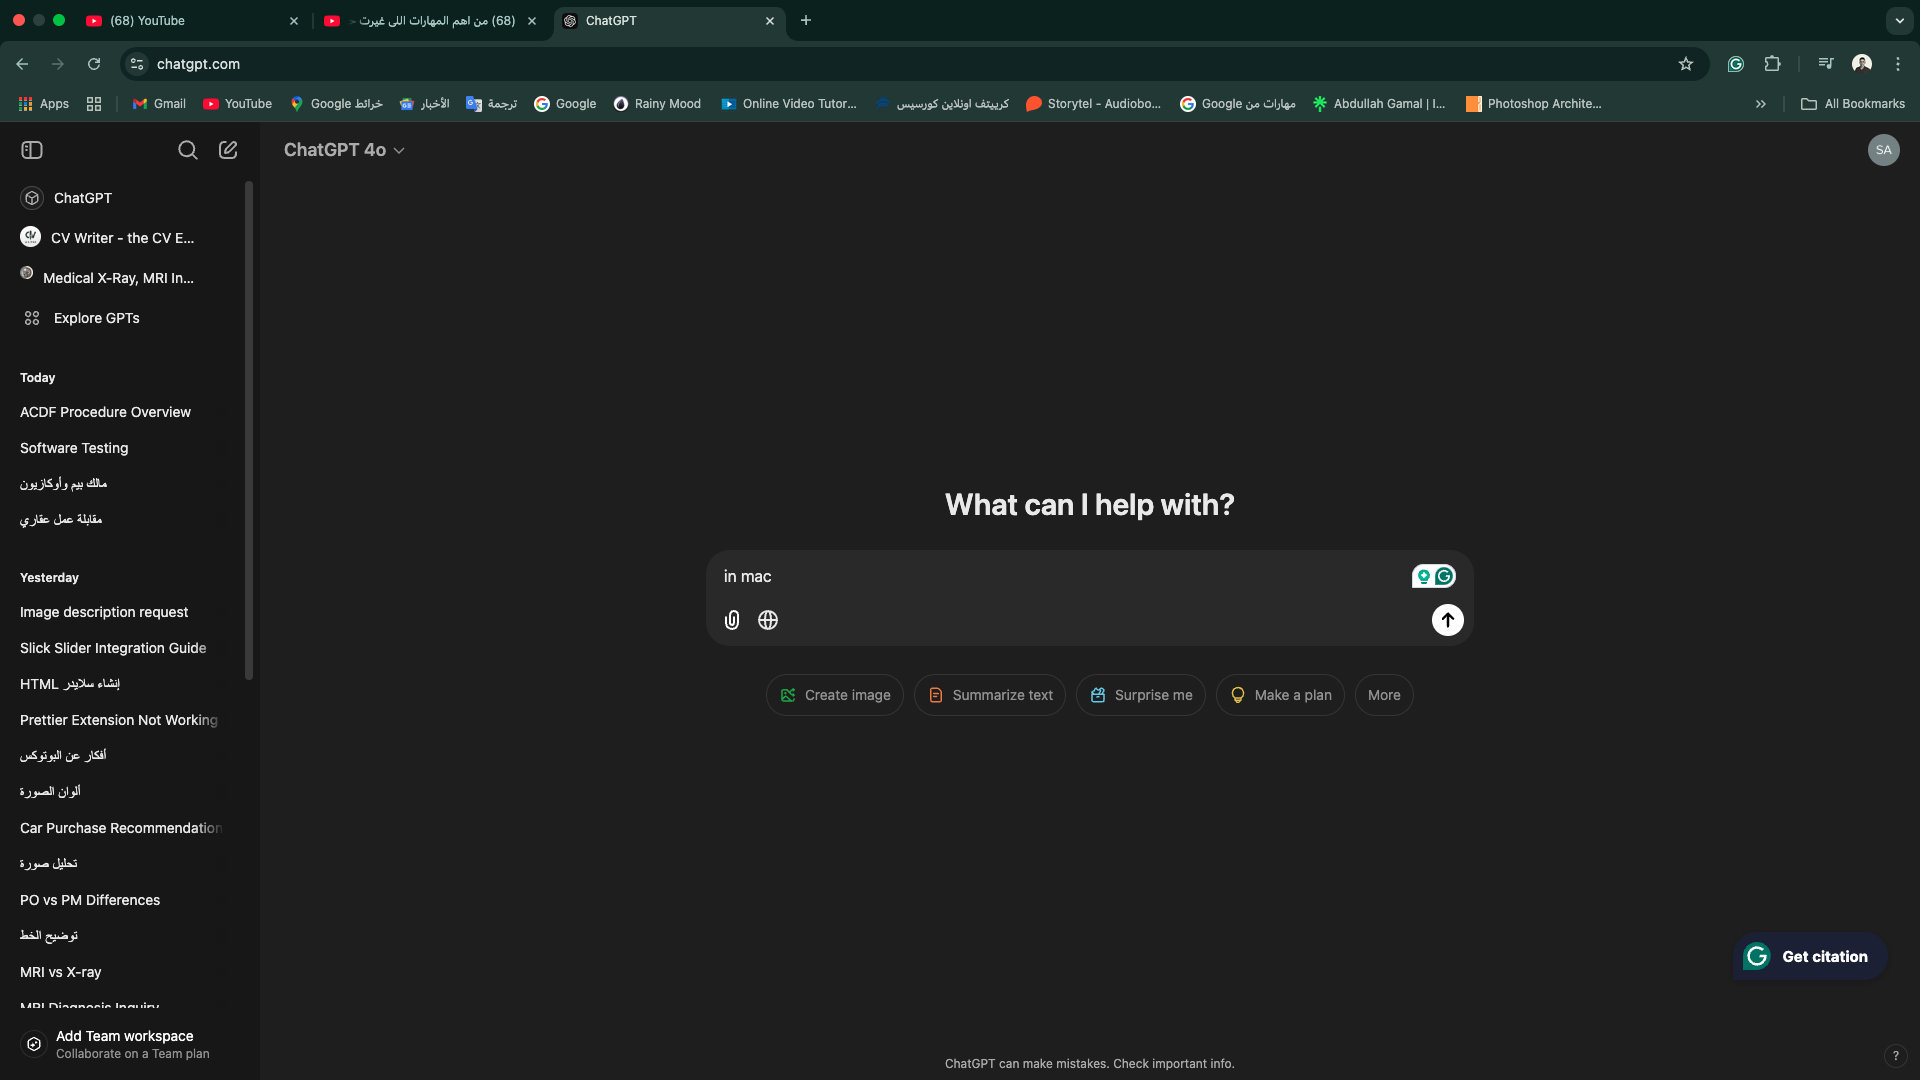 (68) YouTube
(68) من اهم المهارات اللى غيرت -
ChatGPT
chatgpt.com
Apps
Gmail
YouTube
خرائط Google
الأخبار
ترجمة
Google
Rainy Mood
Online Video Tutor...
كرييتف اونلاين كورسيس
Storytel - Audiobo...
مهارات من Google
Abdullah Gamal | I...
Photoshop Archite...
All Bookmarks
ChatGPT 4o
SA
ChatGPT
CV Writer - the CV E...
Medical X-Ray, MRI In...
Explore GPTs
Today
ACDF Procedure Overview
Software Testing
مالك بيم وأوكازيون
مقابلة عمل عقاري
Yesterday
Image description request
Slick Slider Integration Guide
إنشاء سلايدر HTML
Prettier Extension Not Working
أفكار عن البوتوكس
ألوان الصورة
Car Purchase Recommendation
تحليل صورة
PO vs PM Differences
توضيح الخط
MRI vs X-ray
MRI Diagnosis Inquiry
Add Team workspace
Collaborate on a Team plan
What can I help with?
in mac
Create image
Summarize text
Surprise me
Make a plan
More
Get citation
ChatGPT can make mistakes. Check important info.
?